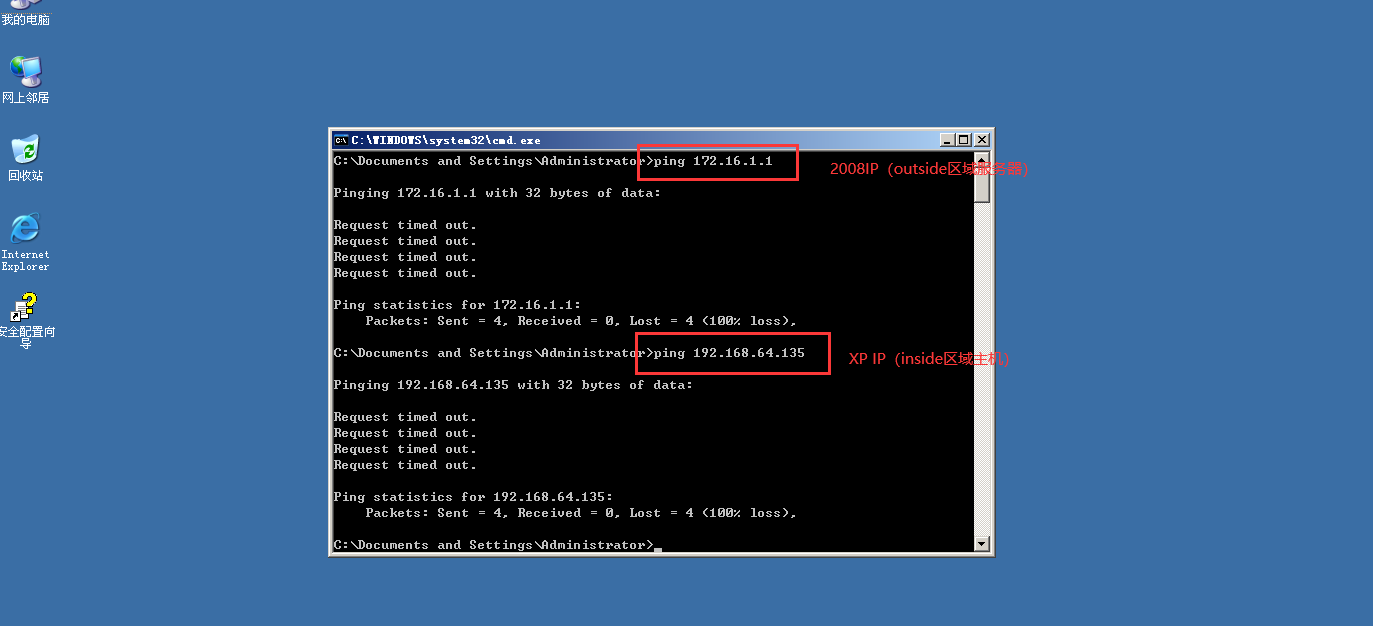 我的电脑
网上邻居
回收站
Internet
Explorer
安全配置向
导
C:\WINDOWS\system32\cmd.exe
C:\Documents and Settings\Administrator>ping 172.16.1.1
2008IP（outside区域服务器）
Pinging 172.16.1.1 with 32 bytes of data:
Request timed out.
Request timed out.
Request timed out.
Request timed out.
Ping statistics for 172.16.1.1:
Packets: Sent = 4, Received = 0, Lost = 4 (100% loss),
C:\Documents and Settings\Administrator>ping 192.168.64.135
XP IP（inside区域主机）
Pinging 192.168.64.135 with 32 bytes of data:
Request timed out.
Request timed out.
Request timed out.
Request timed out.
Ping statistics for 192.168.64.135:
Packets: Sent = 4, Received = 0, Lost = 4 (100% loss),
C:\Documents and Settings\Administrator>